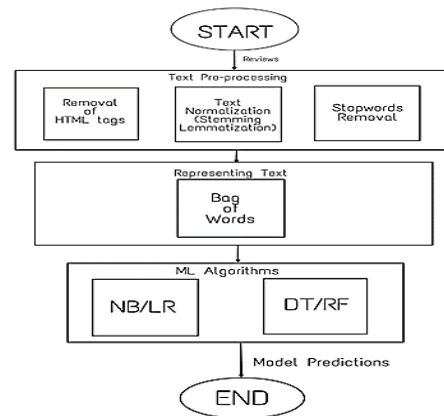 START
Reviews
Text Pre-processing
Removal
of
HTML tags
Text
Normalization
(Stemming
Lemmatization)
Stopwords
Removal
Representing Text
Bag
of
Words
ML Algorithms
NB/LR
DT/RF
Model Predictions
END